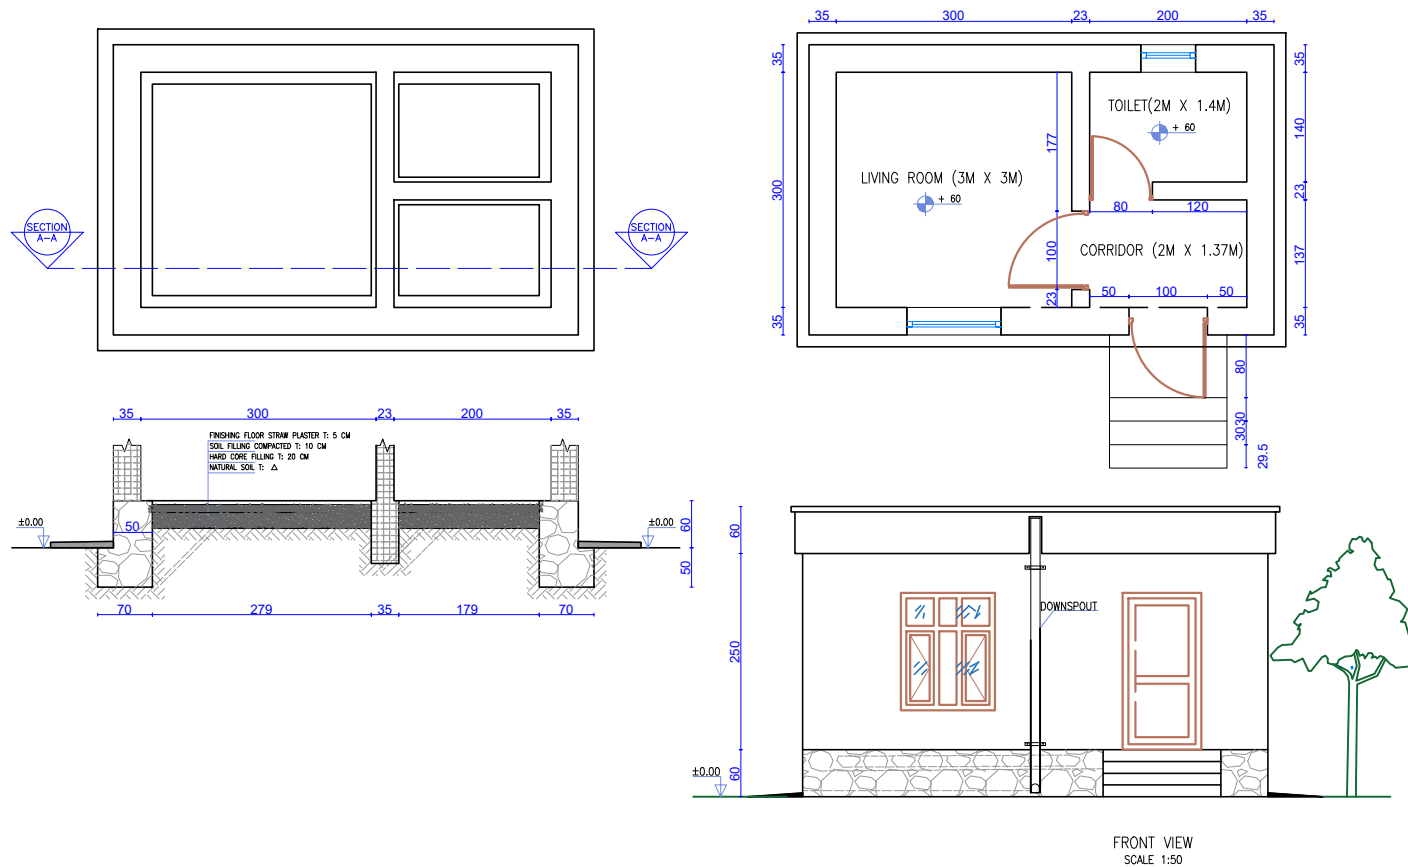 SECTION
A-A
SECTION
A-A
35 300 23 200 35
35
300
35
177
100
23
TOILET(2M X 1.4M)
+ 60
LIVING ROOM (3M X 3M)
+ 60
80 120
CORRIDOR (2M X 1.37M)
50 100 50
35
140
23
137
35
80
30
30
29.5
35 300 23 200 35
FINISHING FLOOR STRAW PLASTER T: 5 CM
SOIL FILLING COMPACTED T: 10 CM
HARD CORE FILLING T: 20 CM
NATURAL SOIL T: △
±0.00
50
±0.00
60
50
70 279 35 179 70
60
250
60
DOWNSPOUT
±0.00
FRONT VIEW
SCALE 1:50